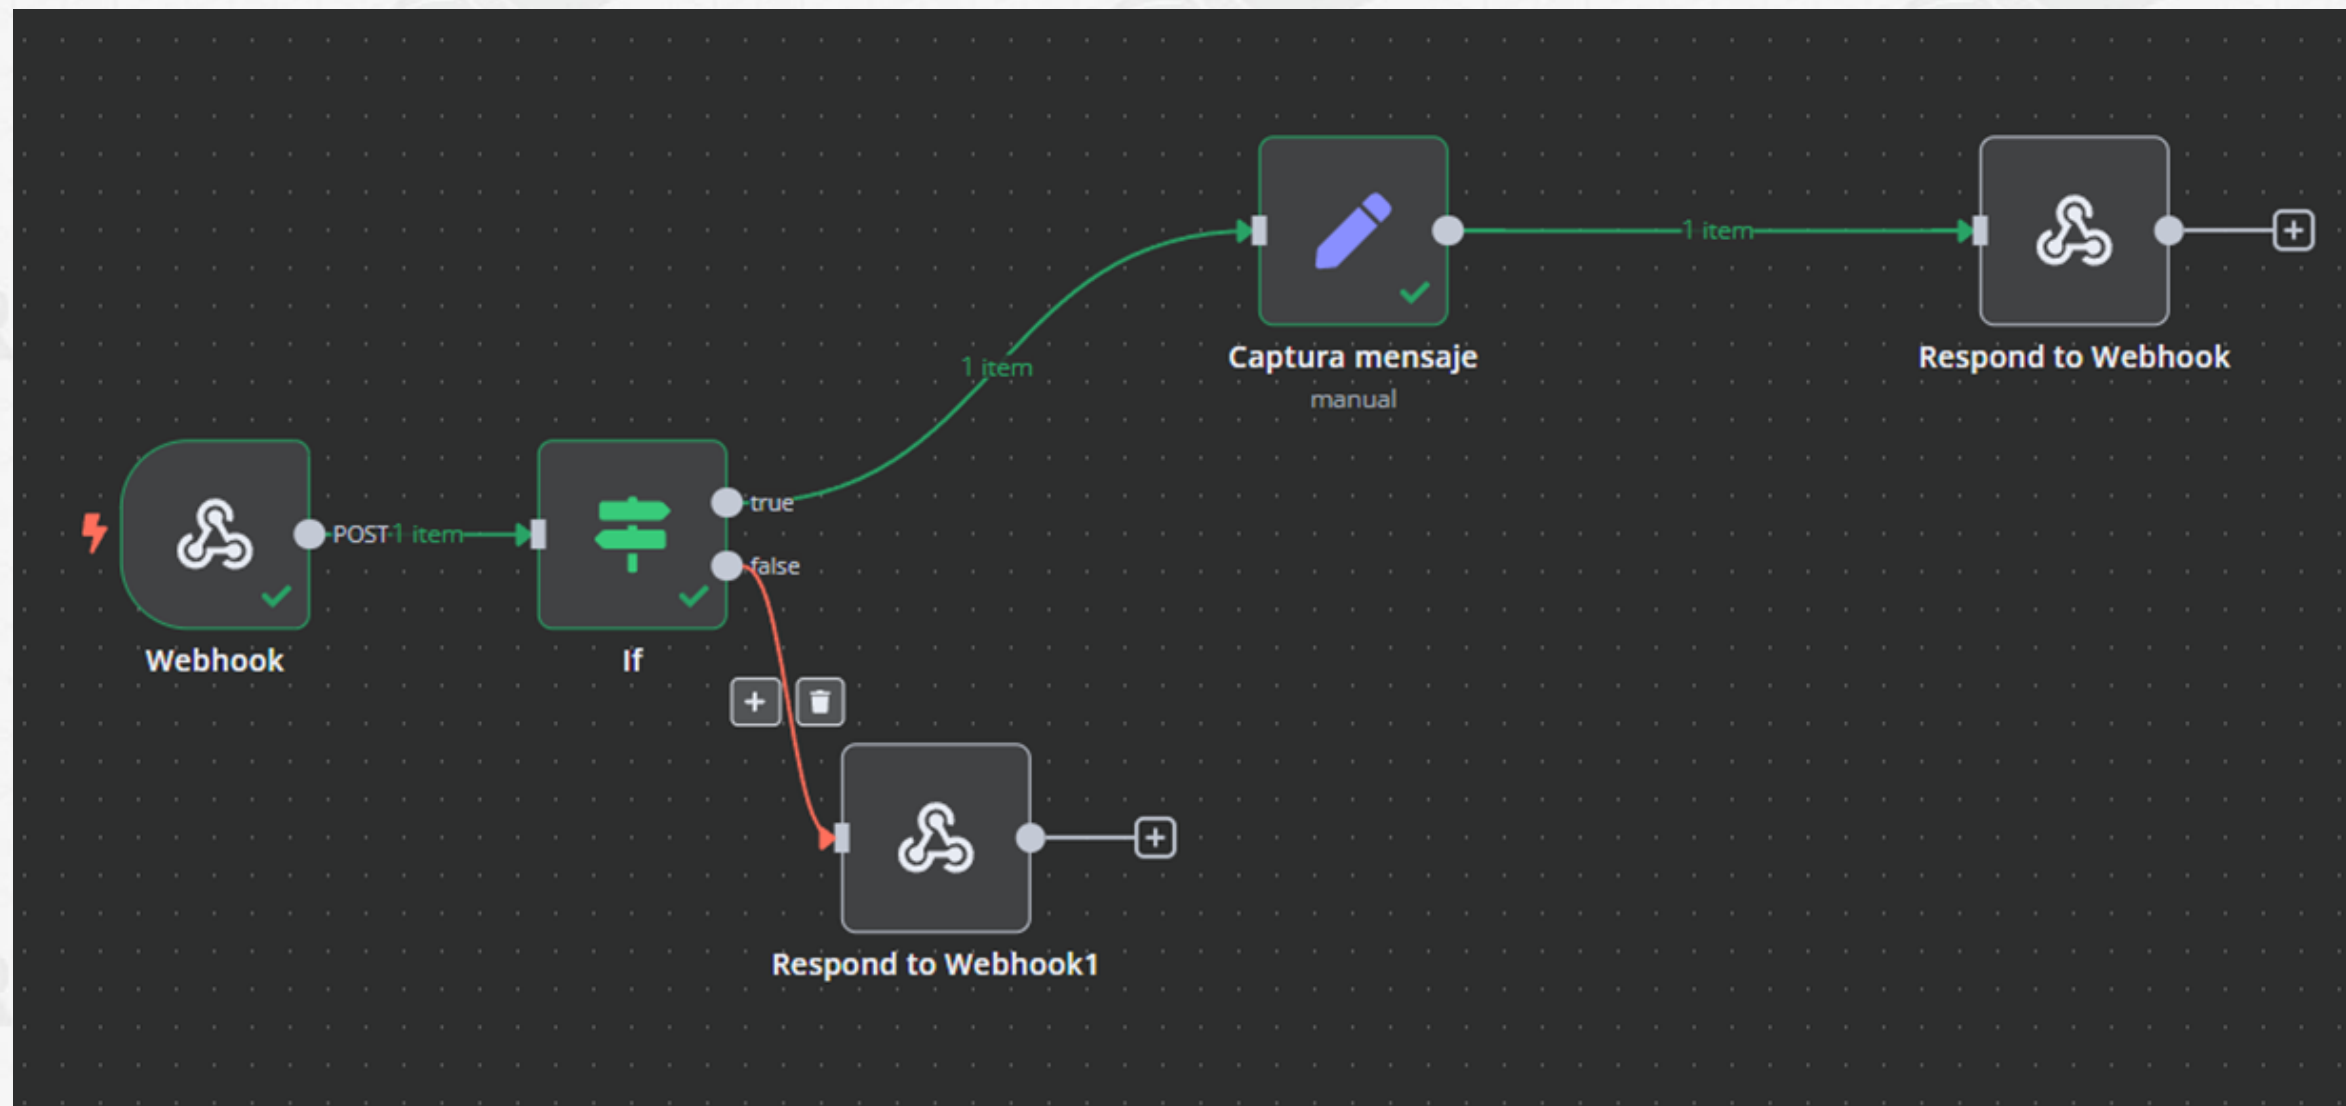 1 item
Captura mensaje
manual
Respond to Webhook
1 item
POST
1 item
true
false
Webhook
If
Respond to Webhook1